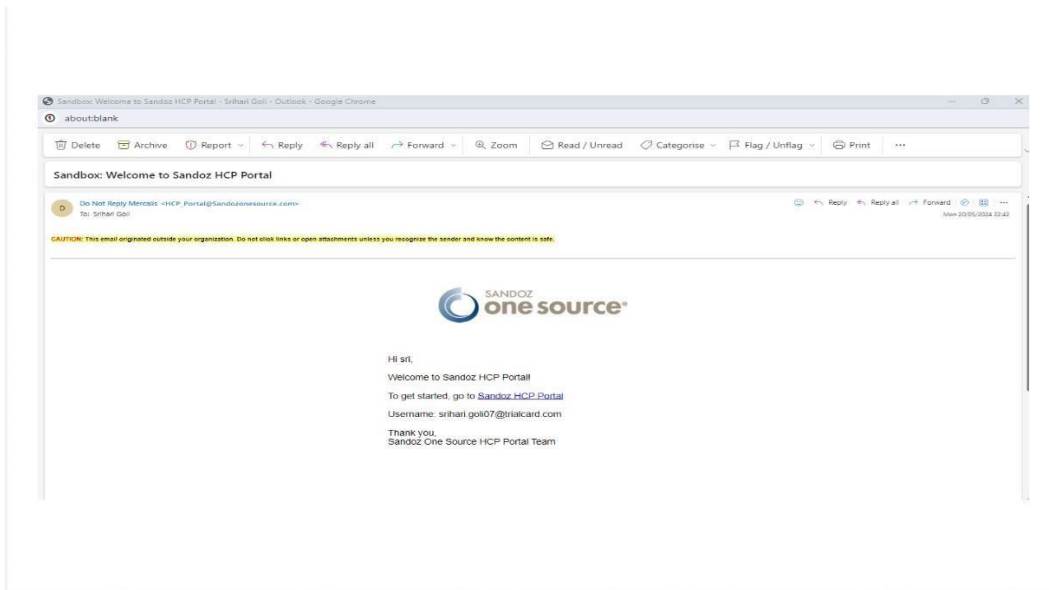 Sandbox: Welcome to Sandoz HCP Portal - Srihari Goli - Outlook - Google Chrome
about:blank
Delete Archive Report Reply Reply all Forward Zoom Read / Unread Categorise Flag / Unflag Print
Sandbox: Welcome to Sandoz HCP Portal
D
Do Not Reply Mercalis <HCP_Portal@Sandozonesource.com>
Reply Reply all Forward
To: Srihari Goli
20/05/2024 22:42
CAUTION: This email originated outside your organization. Do not click links or open attachments unless you recognize the sender and know the content is safe.
SANDOZ
one source
Hi sri,
Welcome to Sandoz HCP Portal!
To get started, go to Sandoz HCP Portal
Username: srihari.goli07@trialcard.com
Thank you,
Sandoz One Source HCP Portal Team